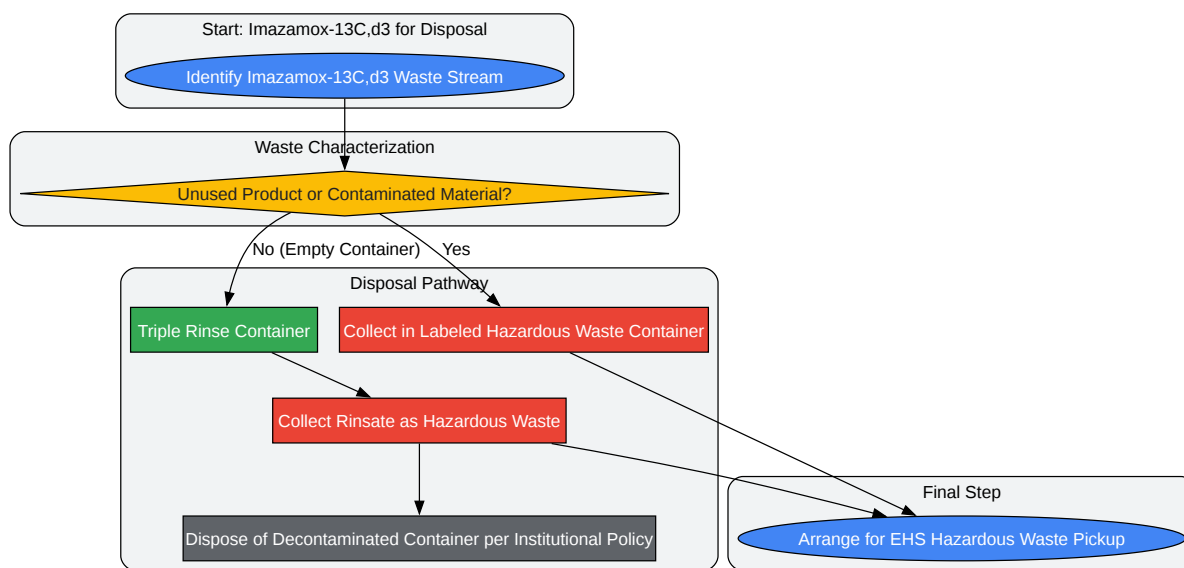 Start: Imazamox-13C,d3 for Disposal
Identify Imazamox-13C,d3 Waste Stream
Waste Characterization
Unused Product or Contaminated Material?
No (Empty Container)
Yes
Disposal Pathway
Triple Rinse Container
Collect in Labeled Hazardous Waste Container
Collect Rinsate as Hazardous Waste
Final Step
Dispose of Decontaminated Container per Institutional Policy
Arrange for EHS Hazardous Waste Pickup